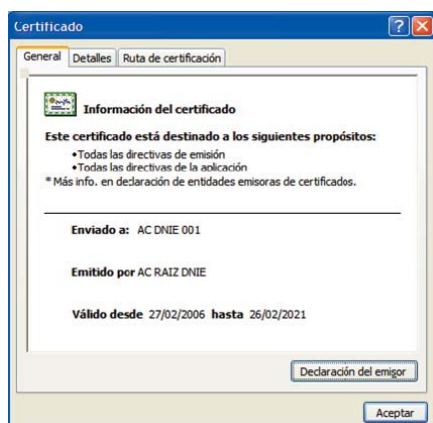 Certificado
General Detalles Ruta de certificación
Información del certificado
Este certificado está destinado a los siguientes propósitos:
•Todas las directivas de emisión
•Todas las directivas de la aplicación
* Más info. en declaración de entidades emisoras de certificados.
Enviado a: AC DNIE 001
Emitido por AC RAIZ DNIE
Válido desde 27/02/2006 hasta 26/02/2021
Declaración del emisor
Aceptar